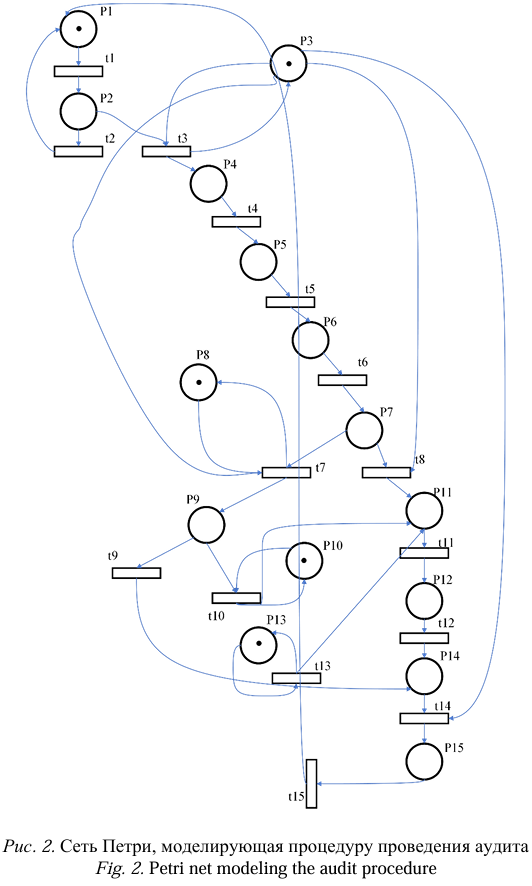 P1
P3
t1
P2
t2
t3
P4
t4
P5
t5
P6
t6
P8
P7
t7
t8
P9
P11
t9
P10
t11
t10
P12
P13
t12
t13
P14
t14
P15
t15
Рис. 2. Сеть Петри, моделирующая процедуру проведения аудита
Fig. 2. Petri net modeling the audit procedure